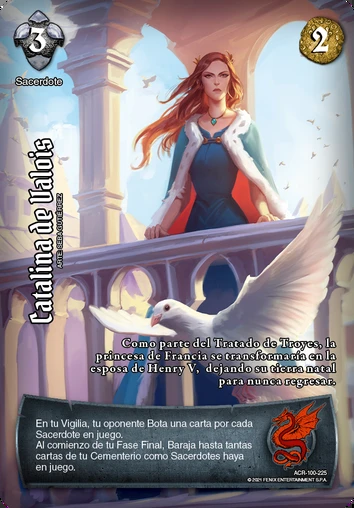 3
2
Sacerdote
Catalina de Valois
ARTE: SEBA GUTIÉRREZ
Como parte del Tratado de Troyes, la
princesa de Francia se transformaría en la
esposa de Henry V, dejando su tierra natal
para nunca regresar.
En tu Vigilia, tu oponente Bota una carta por cada
Sacerdote en juego.
Al comienzo de tu Fase Final, Baraja hasta tantas
cartas de tu Cementerio como Sacerdotes haya
en juego.
ACR-100-225
© 2021 FENIX ENTERTAINMENT S.P.A.